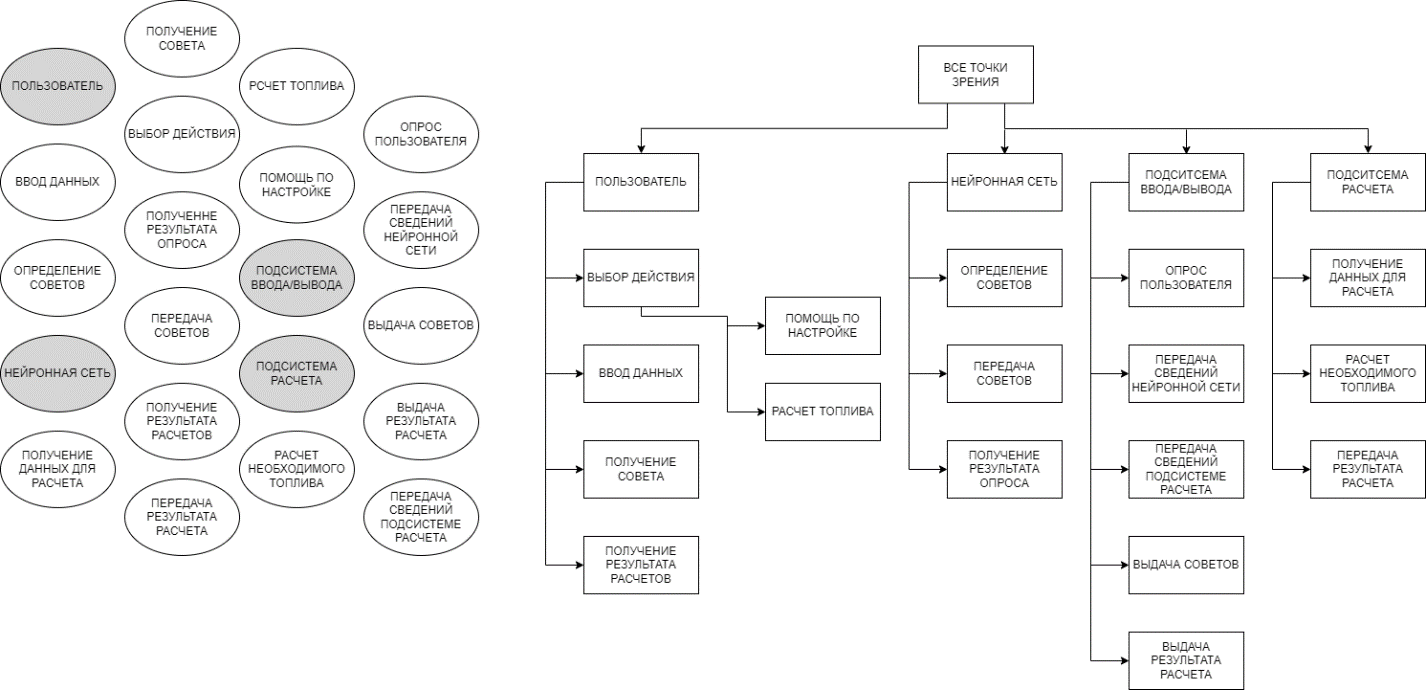 ПОЛУЧЕНИЕ
СОВЕТА
ПОЛЬЗОВАТЕЛЬ
РСЧЕТ ТОПЛИВА
ВЫБОР ДЕЙСТВИЯ
ОПРОС
ПОЛЬЗОВАТЕЛЯ
ВВОД ДАННЫХ
ПОМОЩЬ ПО
НАСТРОЙКЕ
ПОЛУЧЕННЕ
РЕЗУЛЬТАТА
ОПРОСА
ПЕРЕДАЧА
СВЕДЕНИЙ
НЕЙРОННОЙ
СЕТИ
ОПРЕДЕЛЕНИЕ
СОВЕТОВ
ПОДСИСТЕМА
ВВОДА/ВЫВОДА
ПЕРЕДАЧА
СОВЕТОВ
ВЫДАЧА СОВЕТОВ
НЕЙРОННАЯ СЕТЬ
ПОДСИСТЕМА
РАСЧЕТА
ПОЛУЧЕНИЕ
РЕЗУЛЬТАТА
РАСЧЕТОВ
ВЫДАЧА
РЕЗУЛЬТАТА
РАСЧЕТА
ПОЛУЧЕНИЕ
ДАННЫХ ДЛЯ
РАСЧЕТА
РАСЧЕТ
НЕОБХОДИМОГО
ТОПЛИВА
ПЕРЕДАЧА
РЕЗУЛЬТАТА
РАСЧЕТА
ПЕРЕДАЧА
СВЕДЕНИЙ
ПОДСИСТЕМЕ
РАСЧЕТА
ВСЕ ТОЧКИ
ЗРЕНИЯ
ПОЛЬЗОВАТЕЛЬ
ВЫБОР ДЕЙСТВИЯ
ПОМОЩЬ ПО
НАСТРОЙКЕ
РАСЧЕТ ТОПЛИВА
ВВОД ДАННЫХ
ПОЛУЧЕНИЕ
СОВЕТА
ПОЛУЧЕНИЕ
РЕЗУЛЬТАТА
РАСЧЕТОВ
НЕЙРОННАЯ СЕТЬ
ОПРЕДЕЛЕНИЕ
СОВЕТОВ
ПЕРЕДАЧА
СОВЕТОВ
ПОЛУЧЕНИЕ
РЕЗУЛЬТАТА
ОПРОСА
ПОДСИТСЕМА
ВВОДА/ВЫВОДА
ОПРОС
ПОЛЬЗОВАТЕЛЯ
ПЕРЕДАЧА
СВЕДЕНИЙ
НЕЙРОННОЙ СЕТИ
ПЕРЕДАЧА
СВЕДЕНИЙ
ПОДСИСТЕМЕ
РАСЧЕТА
ВЫДАЧА СОВЕТОВ
ВЫДАЧА
РЕЗУЛЬТАТА
РАСЧЕТА
ПОДСИТСЕМА
РАСЧЕТА
ПОЛУЧЕНИЕ
ДАННЫХ ДЛЯ
РАСЧЕТА
РАСЧЕТ
НЕОБХОДИМОГО
ТОПЛИВА
ПЕРЕДАЧА
РЕЗУЛЬТАТА
РАСЧЕТА